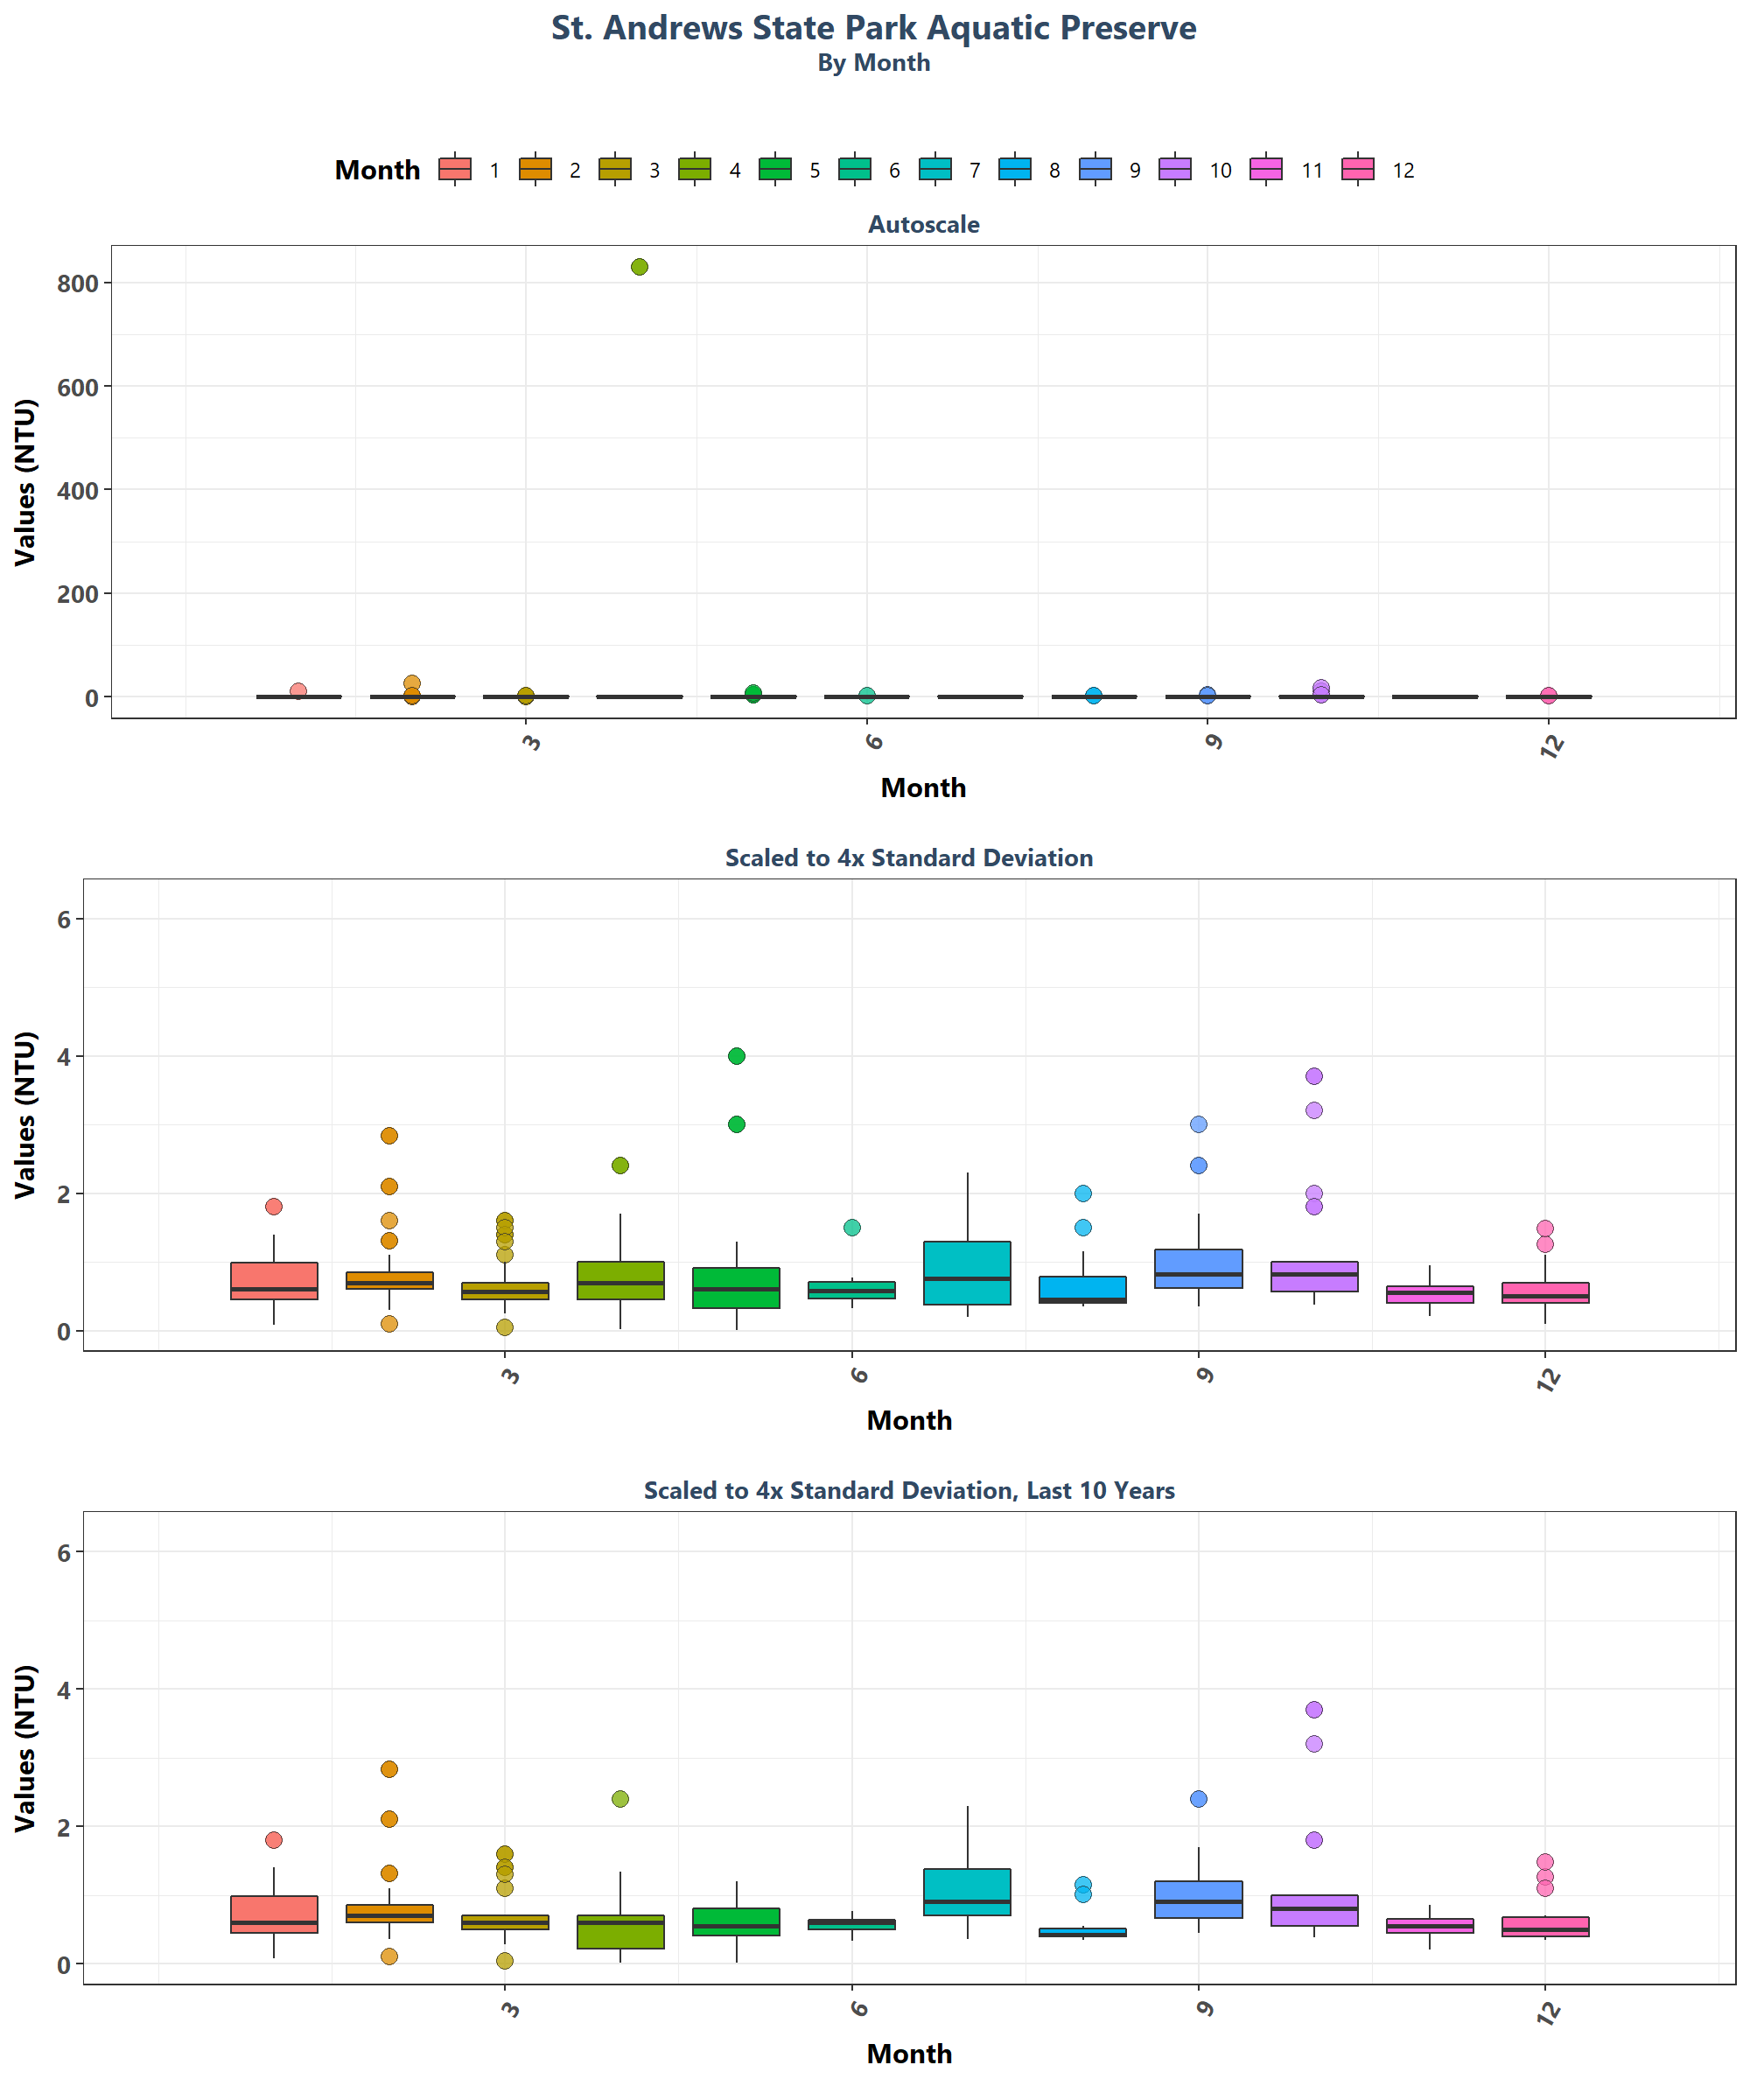 St. Andrews State Park Aquatic Preserve
By Month
Month 1 2 3 4 5 6 7 8 9 10 11 12
Autoscale
Values (NTU)
800
600
400
200
0
3 6 9 12
Month
Scaled to 4x Standard Deviation
Values (NTU)
6
4
2
0
3 6 9 12
Month
Scaled to 4x Standard Deviation, Last 10 Years
Values (NTU)
6
4
2
0
3 6 9 12
Month